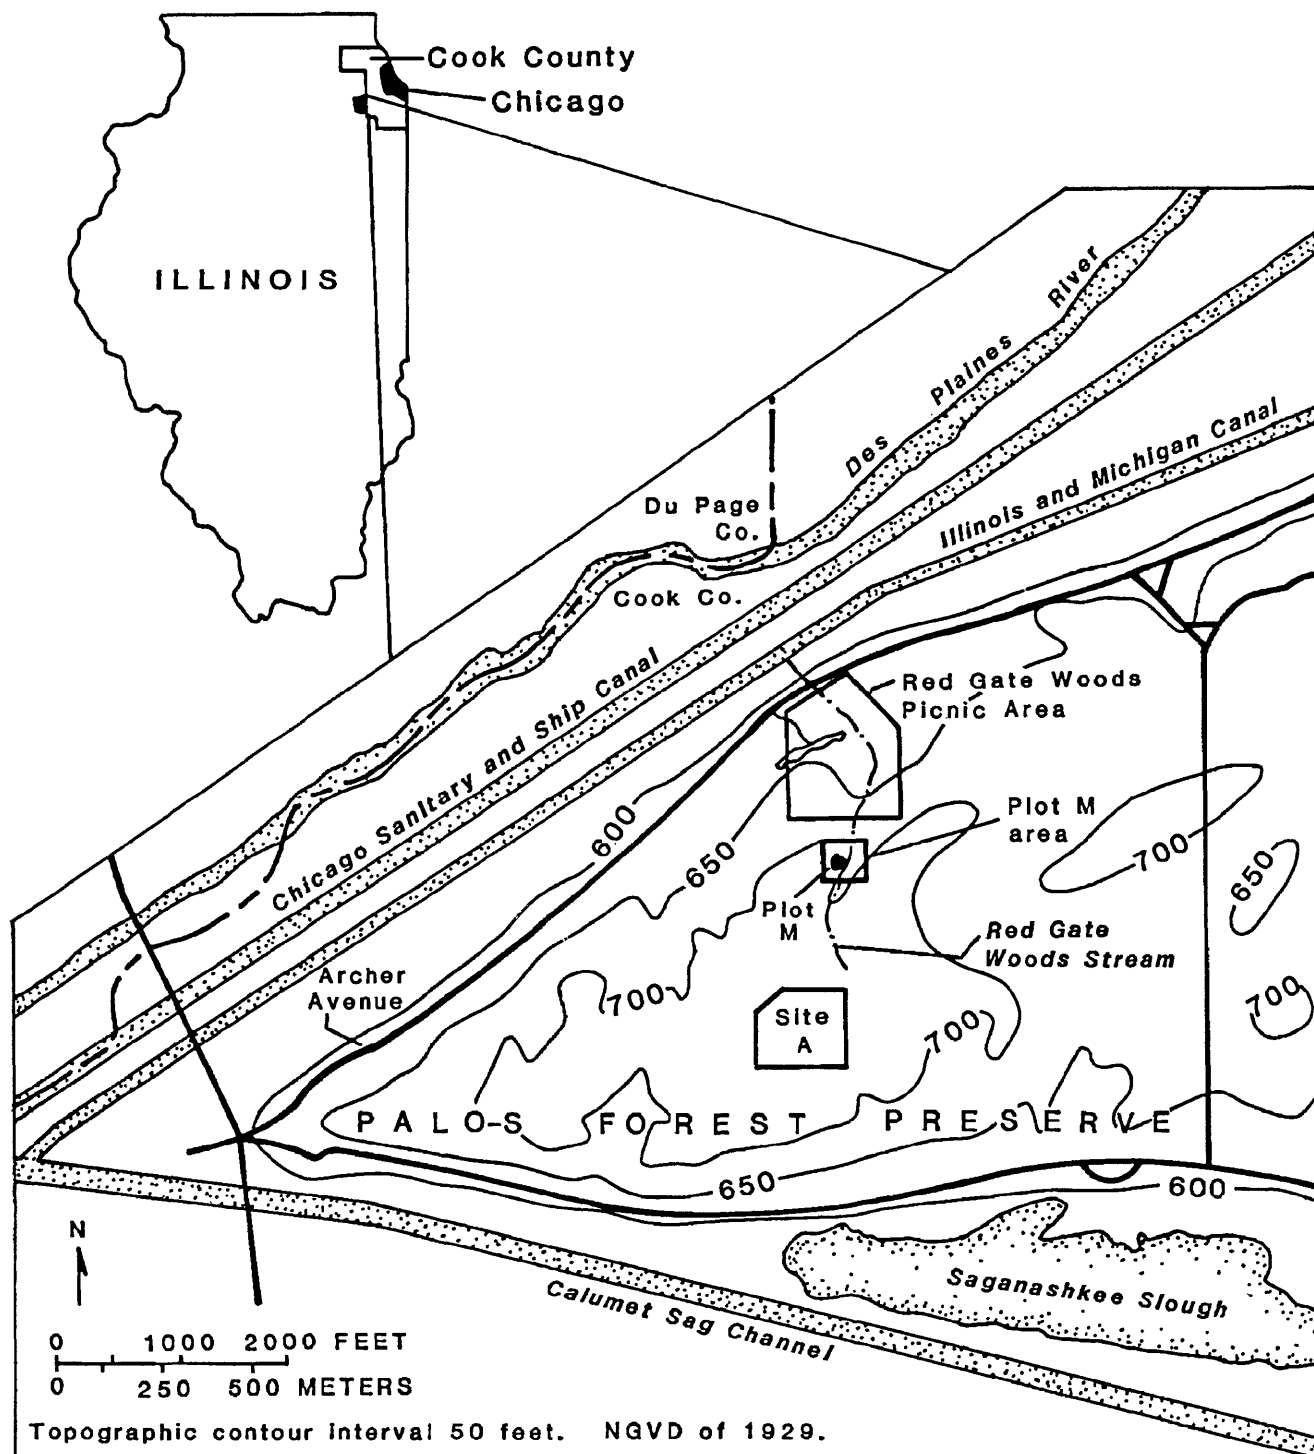 Cook County
Chicago
ILLINOIS
Des Plaines River
Illinois and Michigan Canal
Du Page
Co.
Cook Co.
Chicago Sanitary and Ship Canal
Red Gate Woods
Picnic Area
600
650
Plot M
area
700
650
Plot
M
Red Gate
Woods Stream
Archer
Avenue
700
700
Site
A
700
PALOS FOREST PRESERVE
650
600
N
Saganashkee Slough
Calumet Sag Channel
0 1000 2000 FEET
0 250 500 METERS
Topographic contour interval 50 feet. NGVD of 1929.